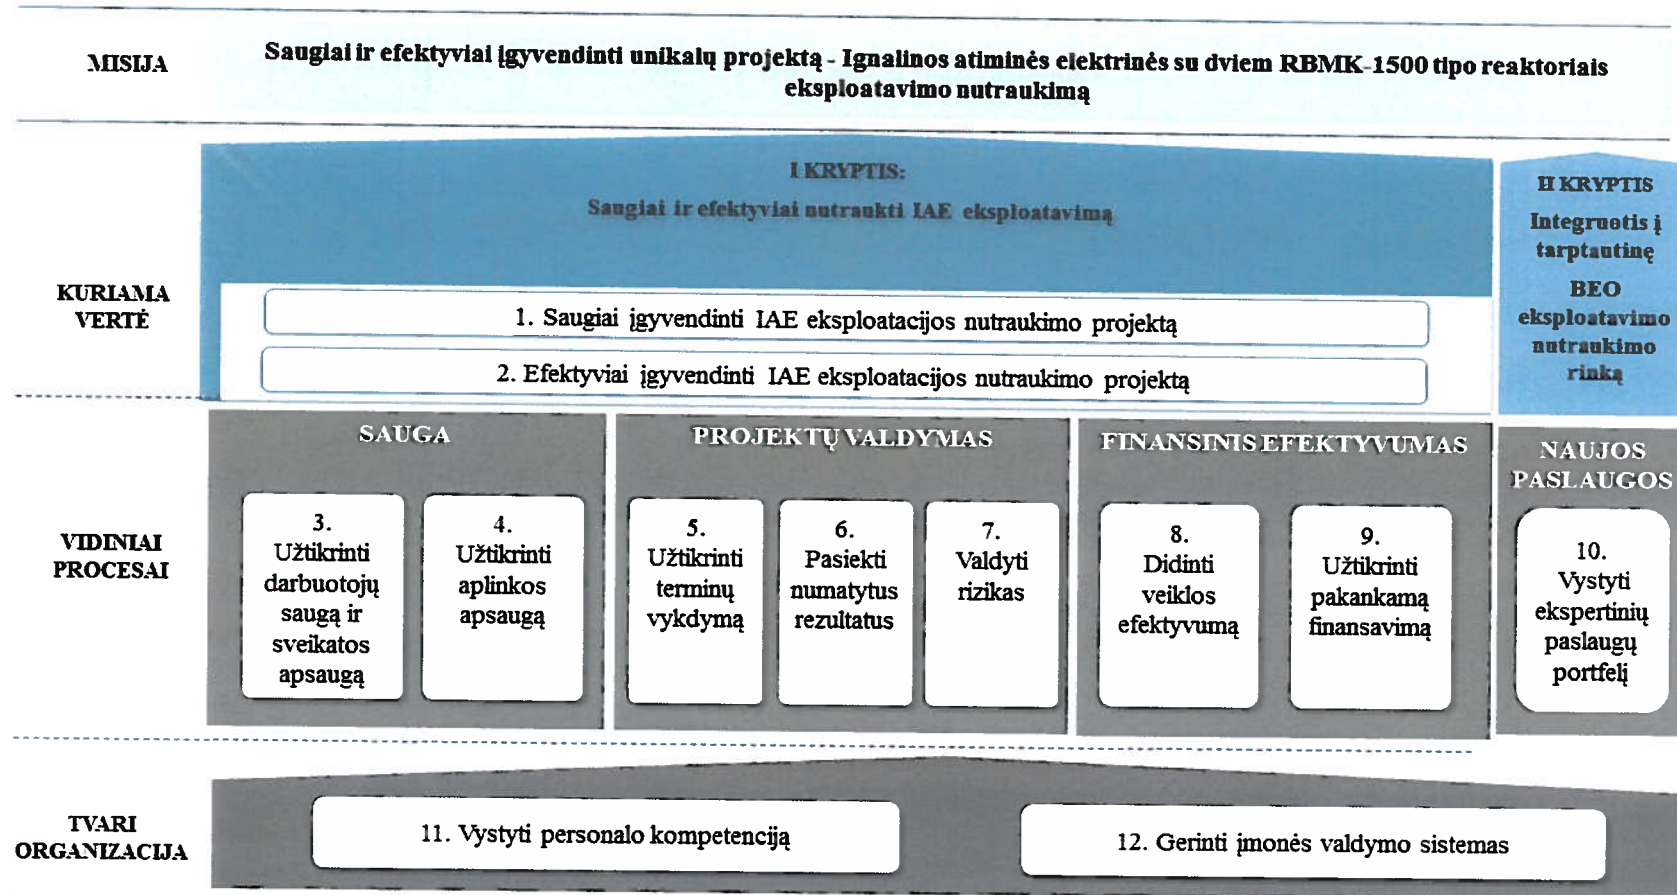 MISIJA
Saugiai ir efektyviai įgyvendinti unikalų projektą - Ignalinos atiminės elektrinės su dviem RBMK-1500 tipo reaktoriais
eksploatavimo nutraukimą
KURIAMA
VERTĖ
I KRYPTIS:
Saugiai ir efektyviai nutraukti IAE eksploatavimą
1. Saugiai įgyvendinti IAE eksploatacijos nutraukimo projektą
2. Efektyviai įgyvendinti IAE eksploatacijos nutraukimo projektą
II KRYPTIS
Integruotis į
tarptautinę
BEO
eksploatavimo
nutraukimo
rinką
VIDINIAI
PROCESAI
SAUGA
3.
Užtikrinti
darbuotojų
saugą ir
sveikatos
apsaugą
4.
Užtikrinti
aplinkos
apsaugą
PROJEKTŲ VALDYMAS
5.
Užtikrinti
terminų
vykdymą
6.
Pasiekti
numatytus
rezultatus
7.
Valdyti
rizikas
FINANSINIS EFEKTYVUMAS
8.
Didinti
veiklos
efektyvumą
9.
Užtikrinti
pakankamą
finansavimą
NAUJOS
PASLAUGOS
10.
Vystyti
ekspertinių
paslaugų
portfelį
TVARI
ORGANIZACIJA
11. Vystyti personalo kompetenciją
12. Gerinti įmonės valdymo sistemas